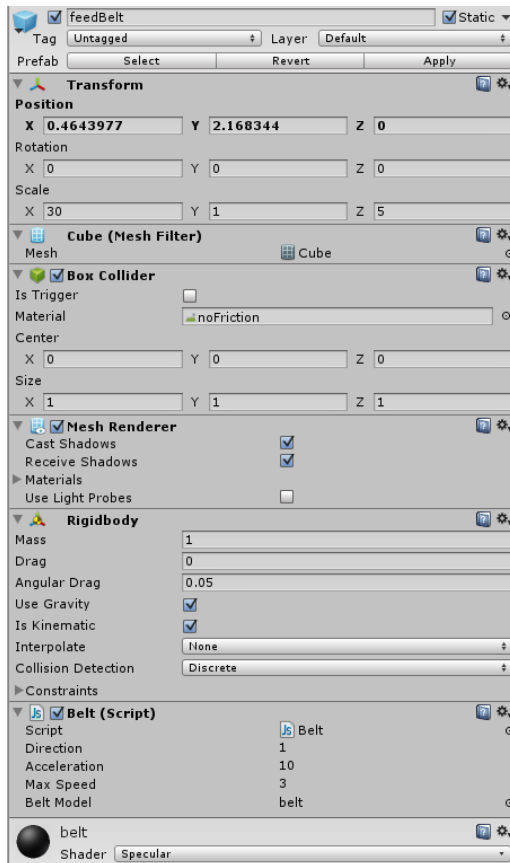 feedBelt Static
Tag Untagged Layer Default
Prefab Select Revert Apply
Transform
Position
X 0.4643977 Y 2.168344 Z 0
Rotation
X 0 Y 0 Z 0
Scale
X 30 Y 1 Z 5
Cube (Mesh Filter)
Mesh Cube
Box Collider
Is Trigger
Material noFriction
Center
X 0 Y 0 Z 0
Size
X 1 Y 1 Z 1
Mesh Renderer
Cast Shadows
Receive Shadows
Materials
Use Light Probes
Rigidbody
Mass 1
Drag 0
Angular Drag 0.05
Use Gravity
Is Kinematic
Interpolate None
Collision Detection Discrete
Constraints
Js Belt (Script)
Script Js Belt
Direction 1
Acceleration 10
Max Speed 3
Belt Model belt
belt
Shader Specular